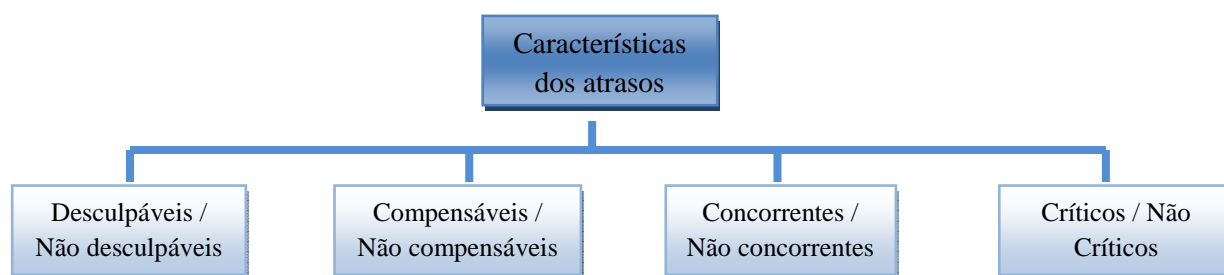 Características
dos atrasos
Desculpáveis /
Não desculpáveis
Compensáveis /
Não compensáveis
Concorrentes /
Não concorrentes
Críticos / Não
Críticos